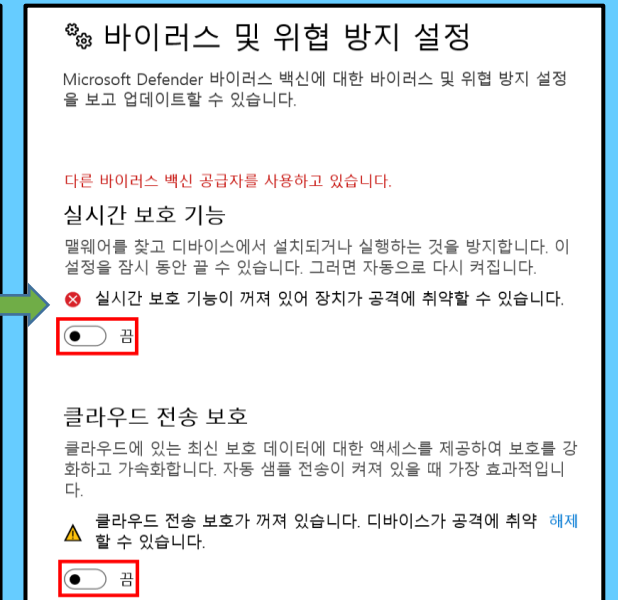 바이러스 및 위협 방지 설정
Microsoft Defender 바이러스 백신에 대한 바이러스 및 위협 방지 설정
을 보고 업데이트할 수 있습니다.
다른 바이러스 백신 공급자를 사용하고 있습니다.
실시간 보호 기능
맬웨어를 찾고 디바이스에서 설치되거나 실행하는 것을 방지합니다. 이
설정을 잠시 동안 끌 수 있습니다. 그러면 자동으로 다시 켜집니다.
실시간 보호 기능이 꺼져 있어 장치가 공격에 취약할 수 있습니다.
끔
클라우드 전송 보호
클라우드에 있는 최신 보호 데이터에 대한 액세스를 제공하여 보호를 강
화하고 가속화합니다. 자동 샘플 전송이 켜져 있을 때 가장 효과적입니
다.
클라우드 전송 보호가 꺼져 있습니다. 디바이스가 공격에 취약 해제
할 수 있습니다.
끔